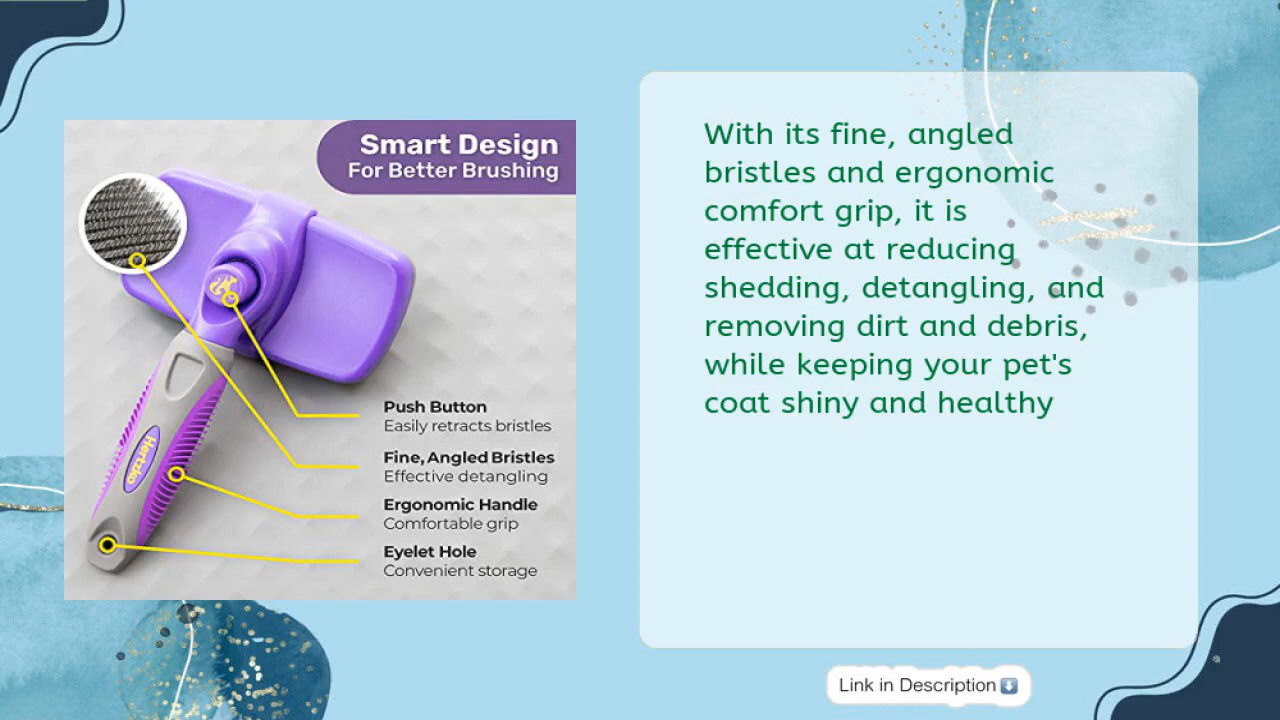 Smart Design
For Better Brushing
Push Button
Easily retracts bristles
Fine, Angled Bristles
Effective detangling
Hertzko
Ergonomic Handle
Comfortable grip
Eyelet Hole
Convenient storage
With its fine, angled
bristles and ergonomic
comfort grip, it is
effective at reducing
shedding, detangling, and
removing dirt and debris,
while keeping your pet's
coat shiny and healthy
Link in Description